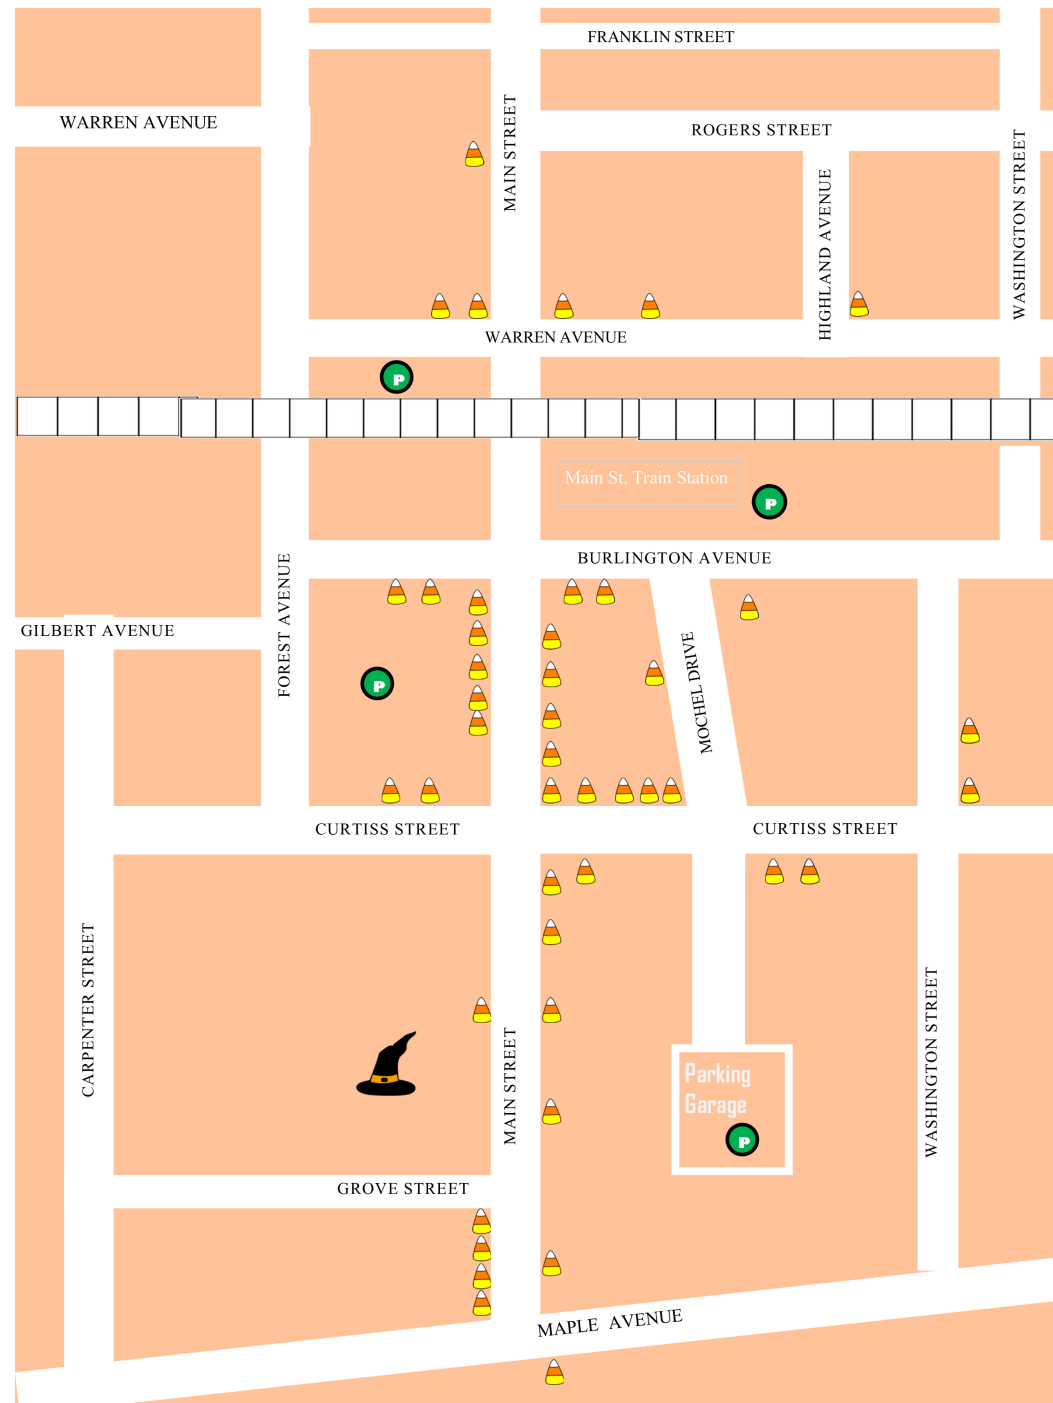 FRANKLIN STREET
WARREN AVENUE
ROGERS STREET
MAIN STREET
HIGHLAND AVENUE
WASHINGTON STREET
WARREN AVENUE
P
Main St. Train Station
P
BURLINGTON AVENUE
GILBERT AVENUE
FOREST AVENUE
P
MOCHEL DRIVE
CURTISS STREET
CURTISS STREET
CARPENTER STREET
MAIN STREET
WASHINGTON STREET
Parking
Garage
P
GROVE STREET
MAPLE AVENUE